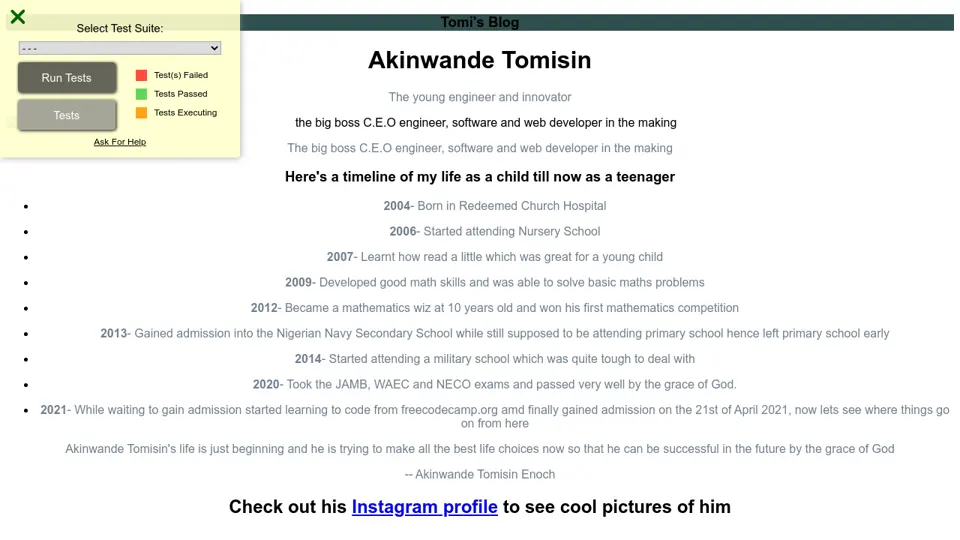 Select Test Suite:
- - -
Run Tests
Tests
Test(s) Failed
Tests Passed
Tests Executing
Ask For Help
Tomi's Blog
Akinwande Tomisin
The young engineer and innovator
the big boss C.E.O engineer, software and web developer in the making
The big boss C.E.O engineer, software and web developer in the making
Here's a timeline of my life as a child till now as a teenager
2004- Born in Redeemed Church Hospital
2006- Started attending Nursery School
2007- Learnt how read a little which was great for a young child
2009- Developed good math skills and was able to solve basic maths problems
2012- Became a mathematics wiz at 10 years old and won his first mathematics competition
2013- Gained admission into the Nigerian Navy Secondary School while still supposed to be attending primary school hence left primary school early
2014- Started attending a military school which was quite tough to deal with
2020- Took the JAMB, WAEC and NECO exams and passed very well by the grace of God.
2021- While waiting to gain admission started learning to code from freecodecamp.org amd finally gained admission on the 21st of April 2021, now lets see where things go
on from here
Akinwande Tomisin's life is just beginning and he is trying to make all the best life choices now so that he can be successful in the future by the grace of God
-- Akinwande Tomisin Enoch
Check out his Instagram profile to see cool pictures of him